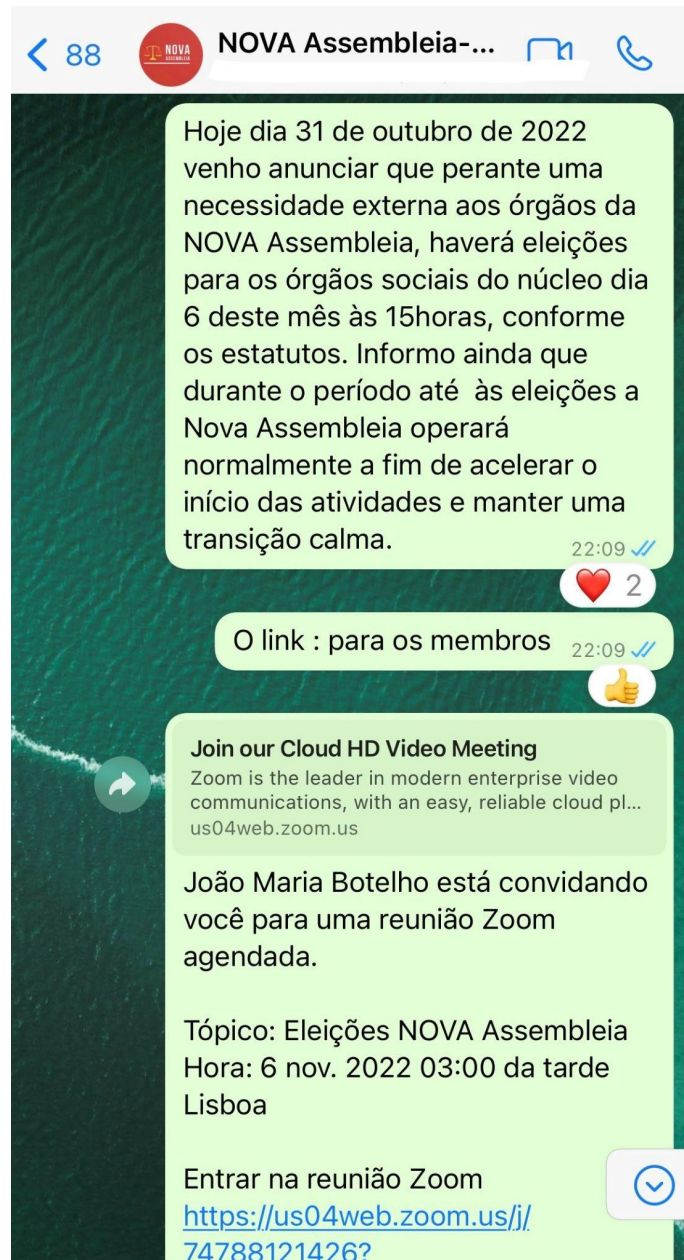 88
NOVA
ASSEMBLEIA
NOVA Assembleia-...
Hoje dia 31 de outubro de 2022
venho anunciar que perante uma
necessidade externa aos órgãos da
NOVA Assembleia, haverá eleições
para os órgãos sociais do núcleo dia
6 deste mês às 15horas, conforme
os estatutos. Informo ainda que
durante o período até  às eleições a
Nova Assembleia operará
normalmente a fim de acelerar o
início das atividades e manter uma
transição calma.
22:09
2
O link : para os membros
22:09
Join our Cloud HD Video Meeting
Zoom is the leader in modern enterprise video
communications, with an easy, reliable cloud pl...
us04web.zoom.us
João Maria Botelho está convidando
você para uma reunião Zoom
agendada.
Tópico: Eleições NOVA Assembleia
Hora: 6 nov. 2022 03:00 da tarde
Lisboa
Entrar na reunião Zoom
https://us04web.zoom.us/j/
74788121426?